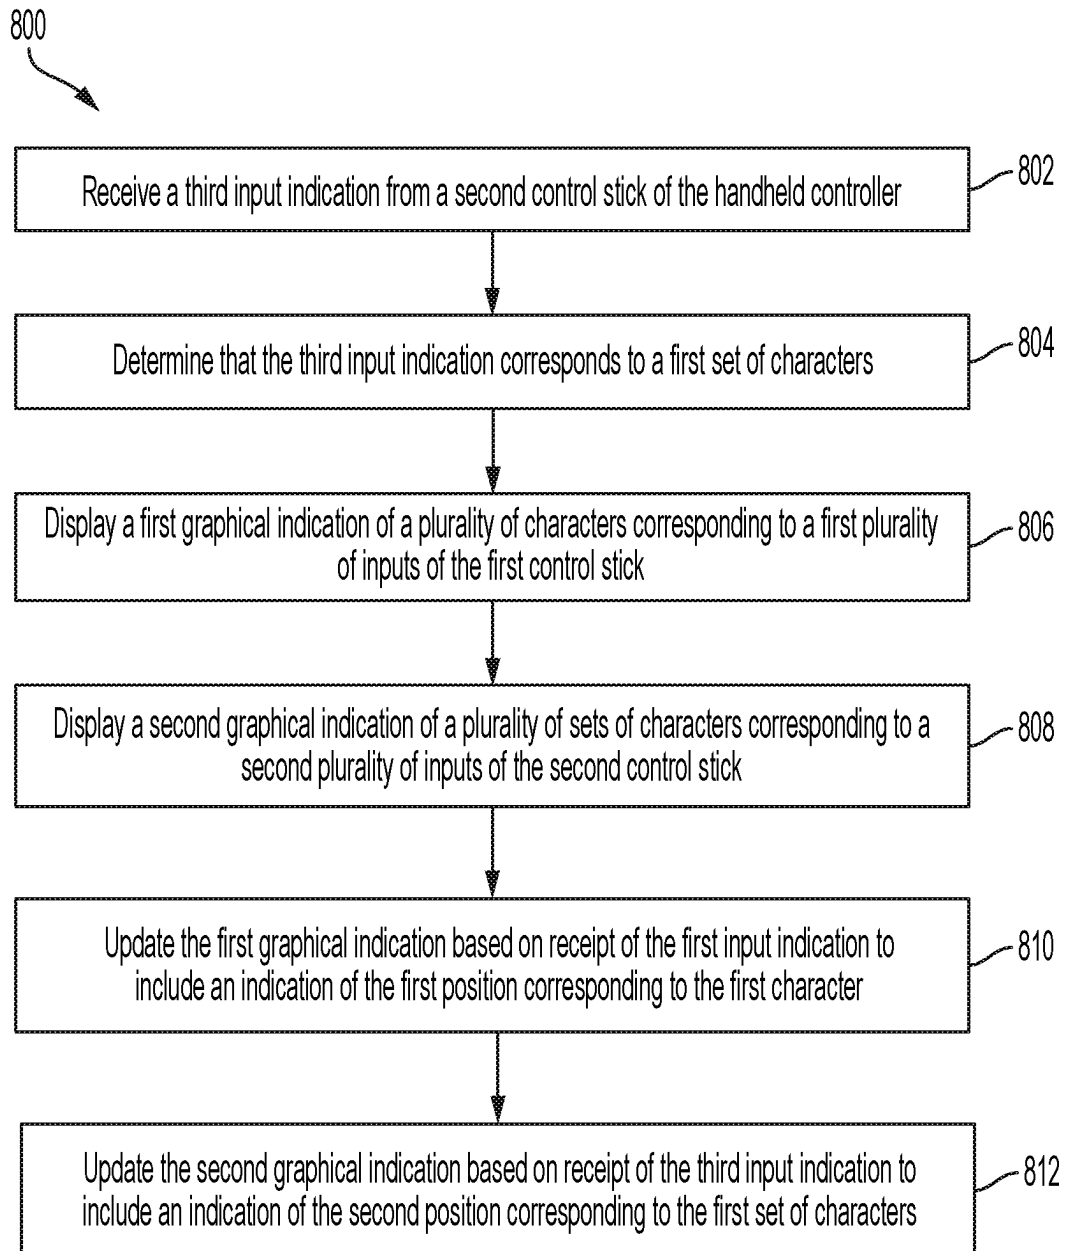 800
Receive a third input indication from a second control stick of the handheld controller
802
Determine that the third input indication corresponds to a first set of characters
804
Display a first graphical indication of a plurality of characters corresponding to a first plurality
of inputs of the first control stick
806
Display a second graphical indication of a plurality of sets of characters corresponding to a
second plurality of inputs of the second control stick
808
Update the first graphical indication based on receipt of the first input indication to
include an indication of the first position corresponding to the first character
810
Update the second graphical indication based on receipt of the third input indication to
include an indication of the second position corresponding to the first set of characters
812